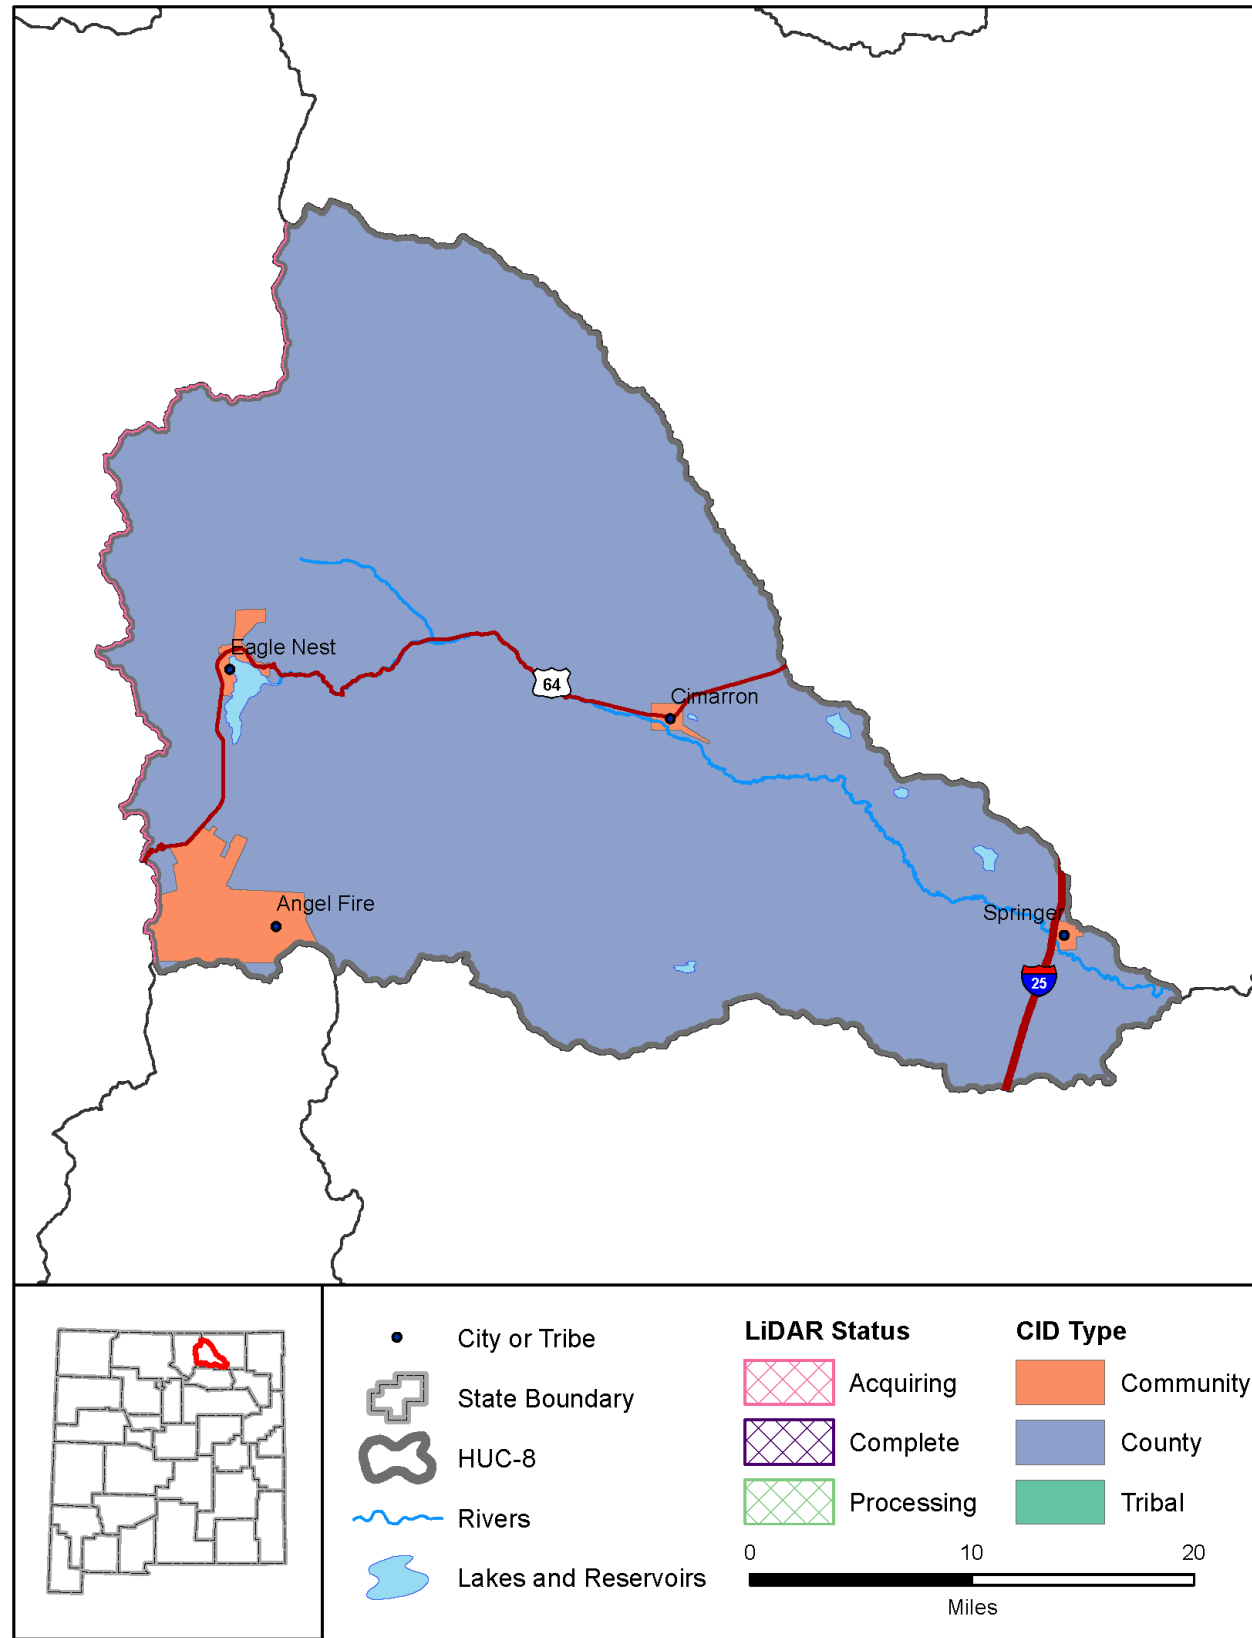 Eagle Nest
64
Cimarron
Angel Fire
Springer
25
City or Tribe
State Boundary
HUC-8
Rivers
Lakes and Reservoirs
LiDAR Status
Acquiring
Complete
Processing
CID Type
Community
County
Tribal
0 10 20
Miles